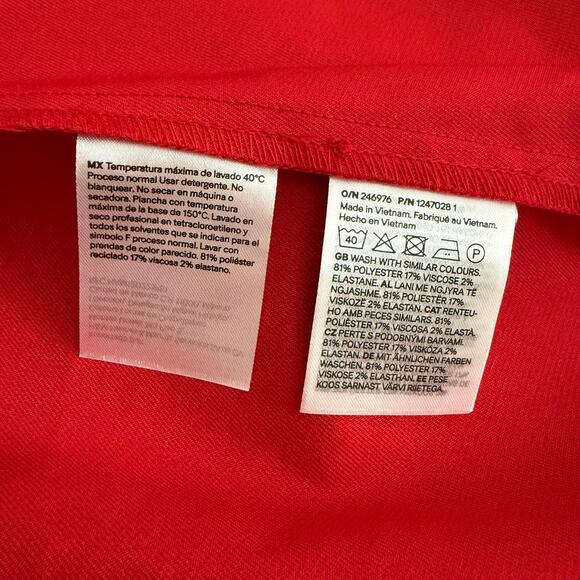 MX Temperatura máxima de lavado 40°C
Proceso normal Usar detergente. No
blanquear. No secar en máquina o
secadora. Plancha con temperatura
máxima de la base de 150°C. Lavado en
seco profesional en tetracloroetileno y
todos los solventes que se indican para el
símbolo F proceso normal. Lavar con
prendas de color parecido. 81% poliéster
reciclado 17% viscosa 2% elastano.
O/N 246976 P/N 1247028 1
Made in Vietnam. Fabriqué au Vietnam.
Hecho en Vietnam
40 P
GB WASH WITH SIMILAR COLOURS.
81% POLYESTER 17% VISCOSE 2%
ELASTANE. AL LANI ME NGJYRA TË
NGJASHME. 81% POLIESTËR 17%
VISKOZË 2% ELASTAN. CAT RENTEU-
HO AMB PECES SIMILARS. 81%
POLIÈSTER 17% VISCOSA 2% ELASTÀ.
CZ PERTE S PODOBNÝMI BARVAMI.
81% POLYESTER 17% VISKÓZA 2%
ELASTAN. DE MIT ÄHNLICHEN FARBEN
WASCHEN. 81% POLYESTER 17%
VISKOSE 2% ELASTHAN. EE PESE
KOOS SARNAST VÄRVI RIIETEGA.